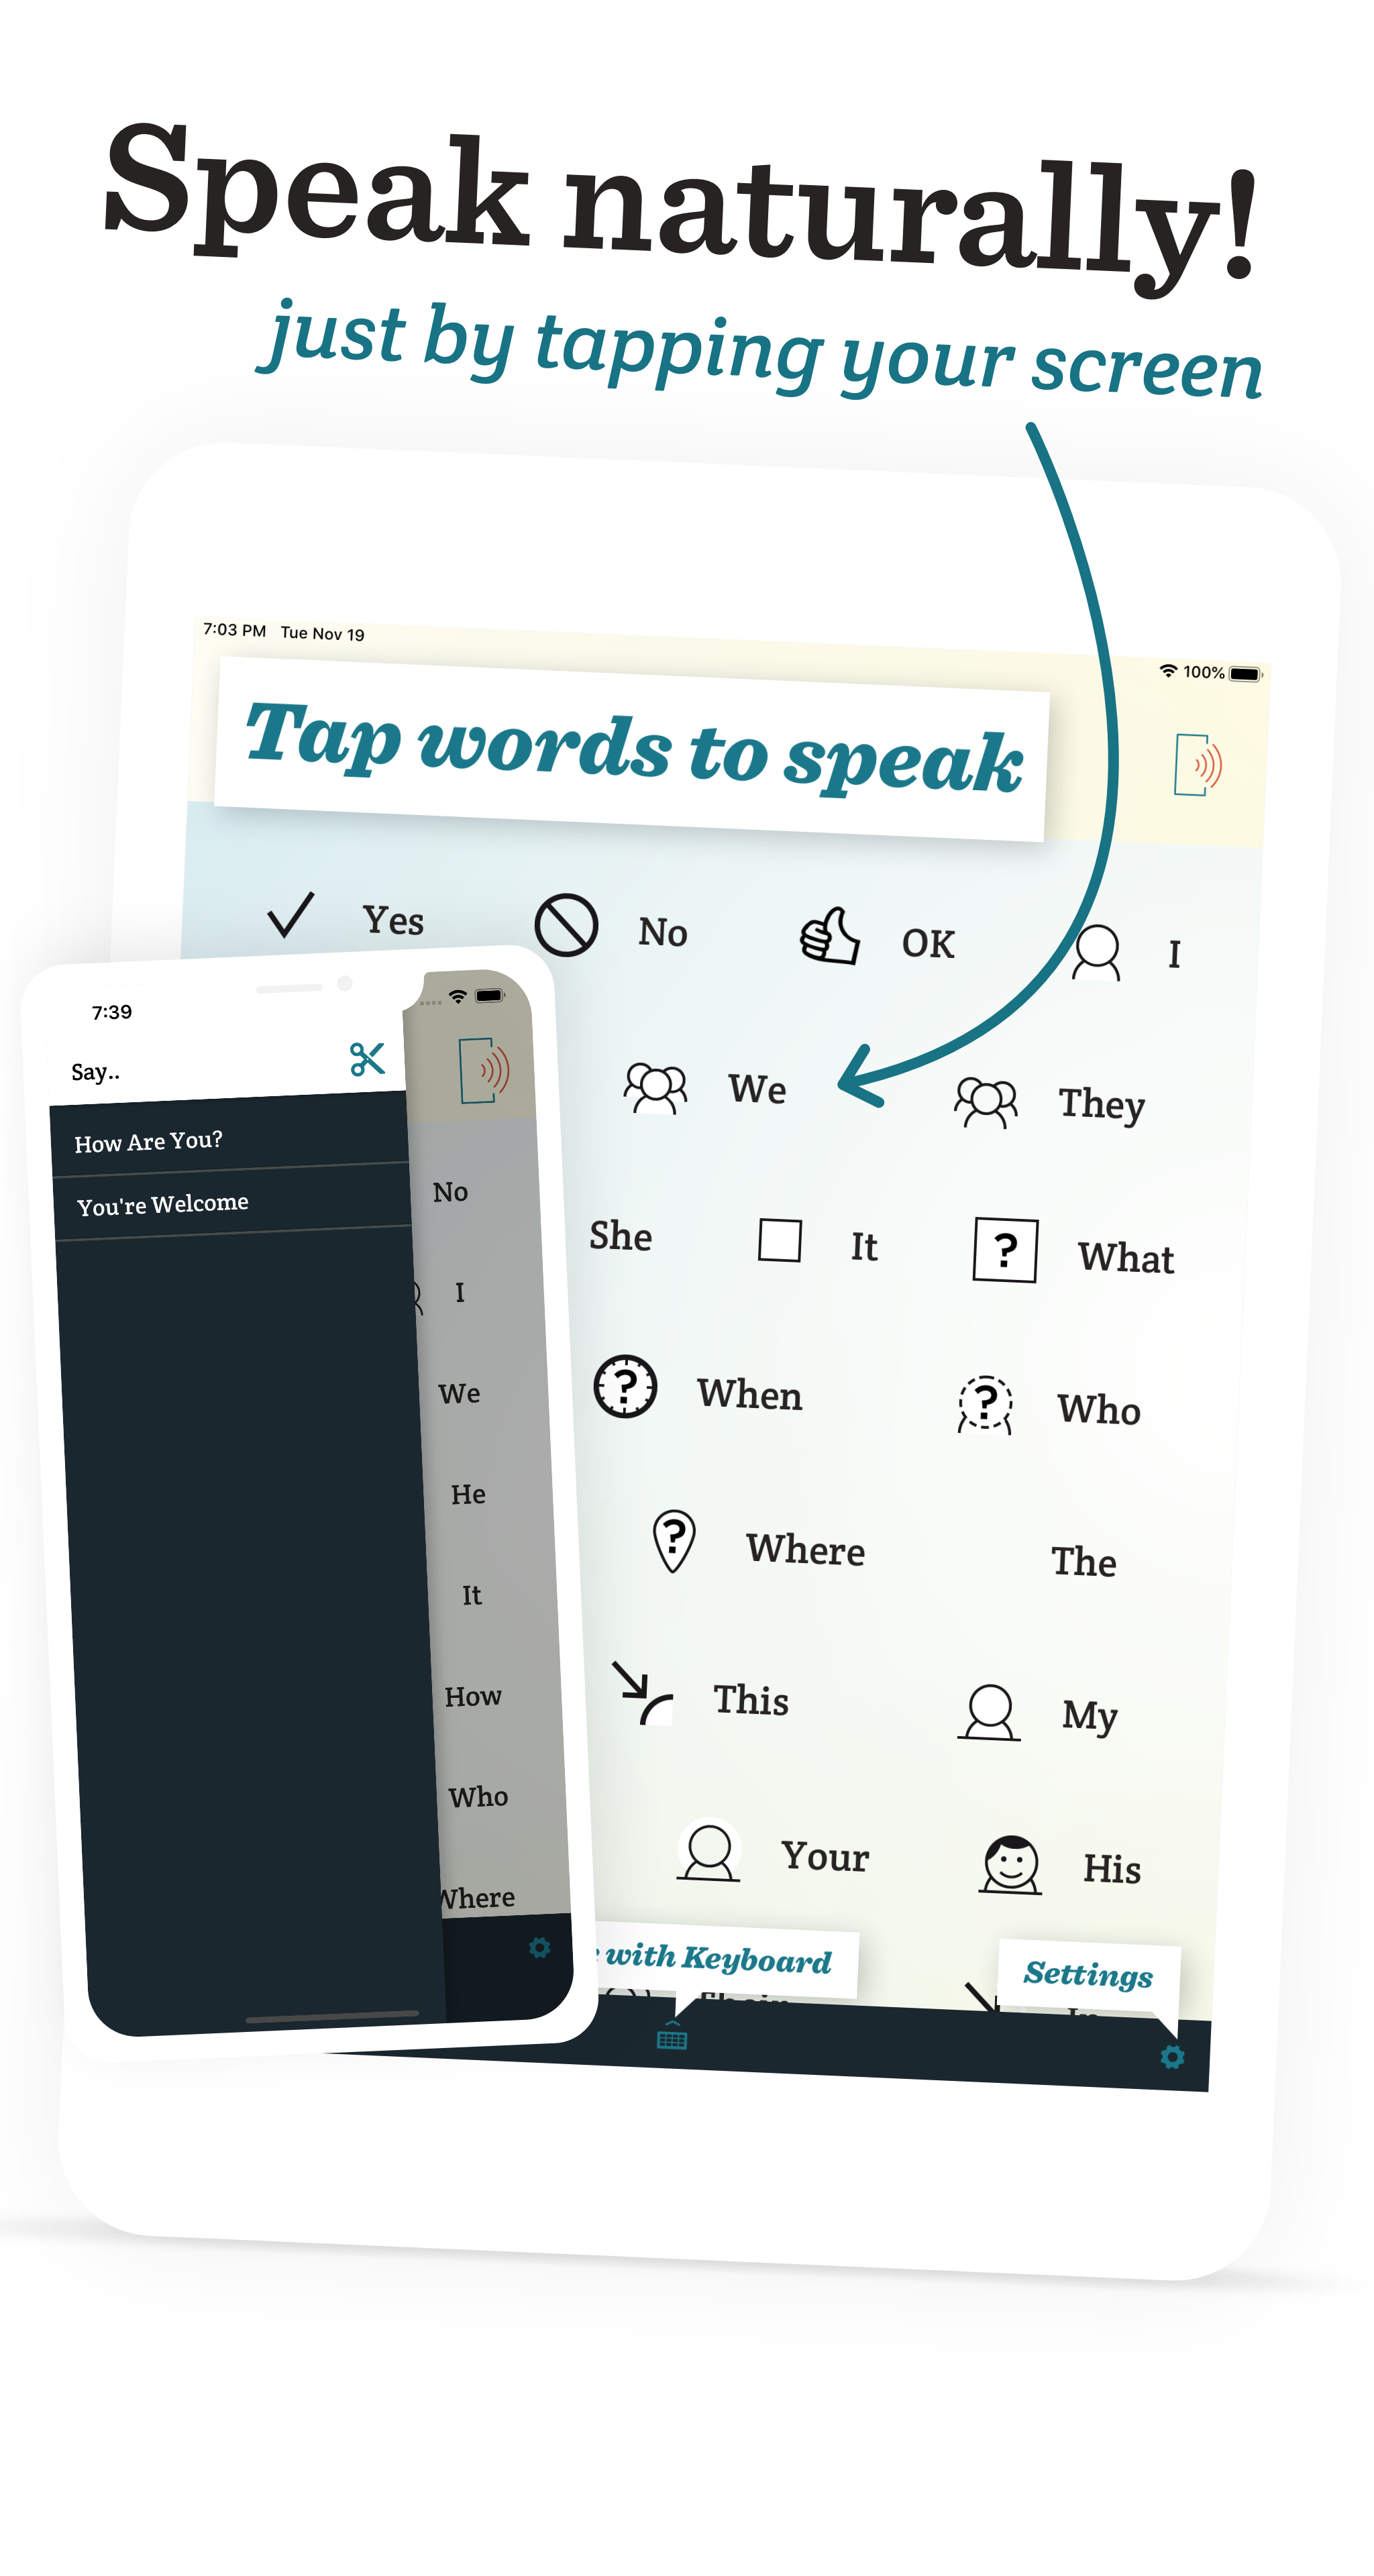 Speak naturally!
just by tapping your screen
7:03 PM Tue Nov 19
100%
Tap words to speak
Yes No OK I
We They
She It ? What
? When ? Who
? Where The
This My
Your His
with Keyboard Settings
7:39
Say..
How Are You?
You're Welcome
No
I
We
He
It
How
Who
Where